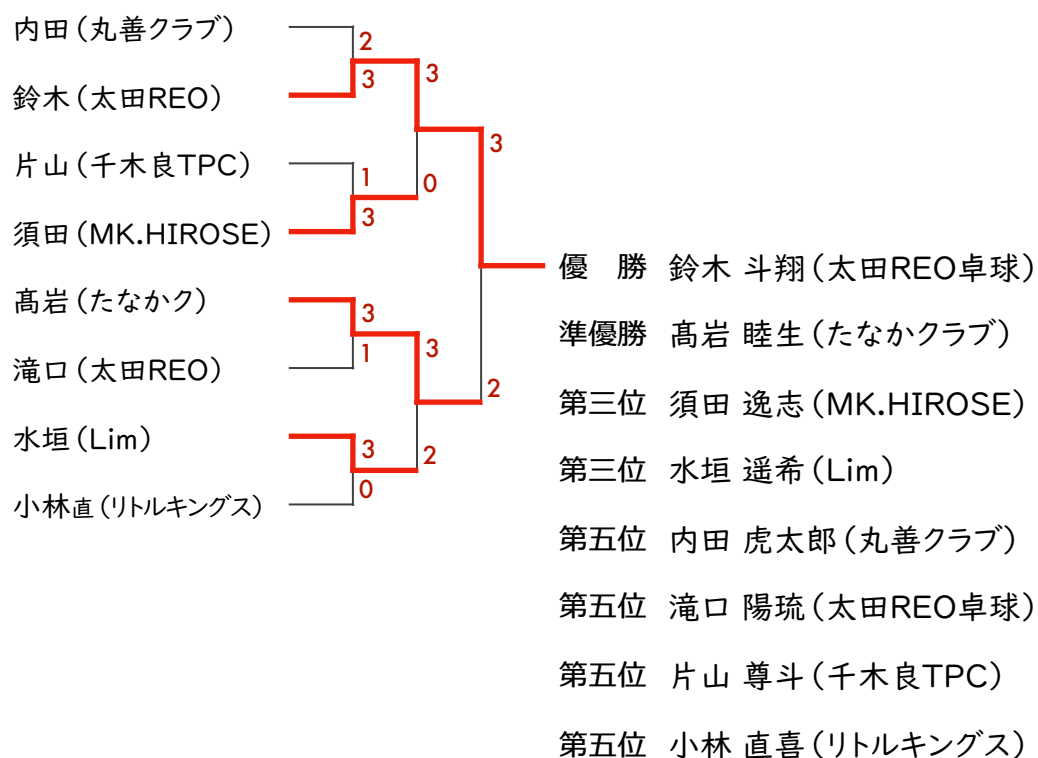 内田(丸善クラブ)
2
3
鈴木(太田REO)
3
片山(千木良TPC)
1
3
須田(MK.HIROSE)
0
3
髙岩(たなかク)
3
1
滝口(太田REO)
3
水垣(Lim)
3
0
小林直(リトルキングス)
2
2
優　勝 鈴木 斗翔(太田REO卓球)
準優勝 髙岩 睦生(たなかクラブ)
第三位 須田 逸志(MK.HIROSE)
第三位 水垣 遥希(Lim)
第五位 内田 虎太郎(丸善クラブ)
第五位 滝口 陽琉(太田REO卓球)
第五位 片山 尊斗(千木良TPC)
第五位 小林 直喜(リトルキングス)